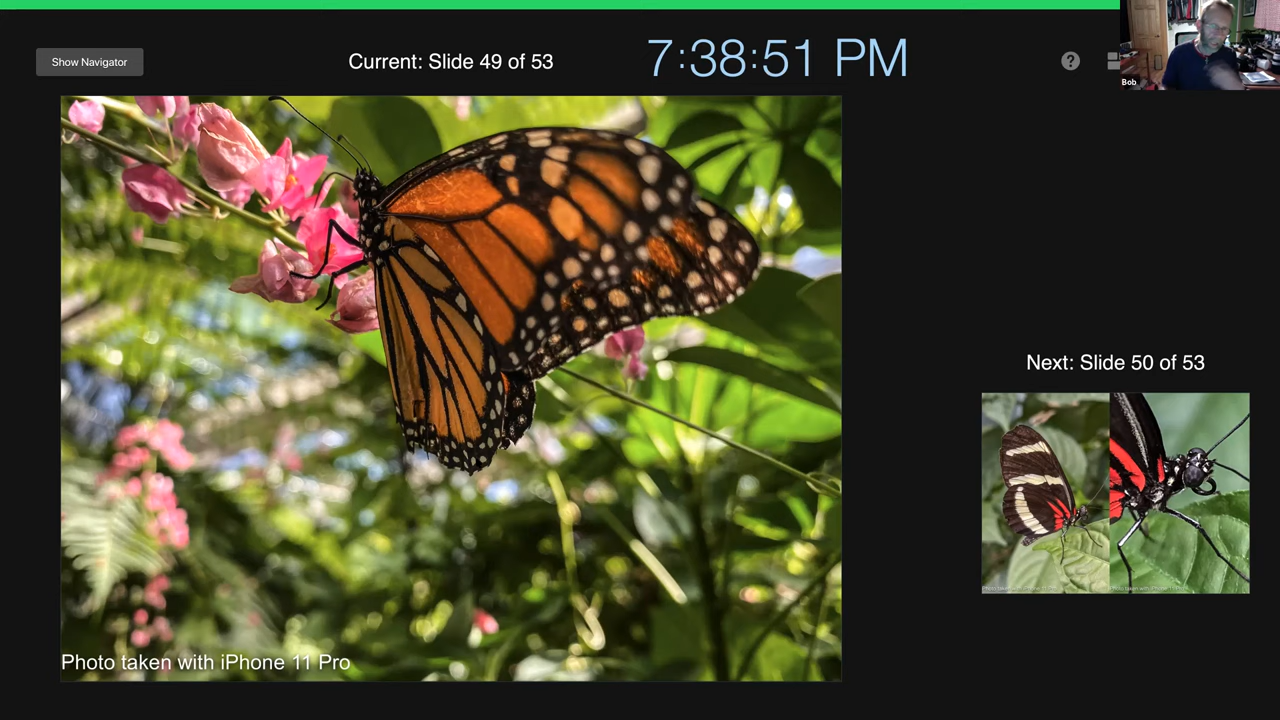 Show Navigator
Current: Slide 49 of 53
7:38:51 PM
Bob
Next: Slide 50 of 53
Photo taken with iPhone 11 Pro